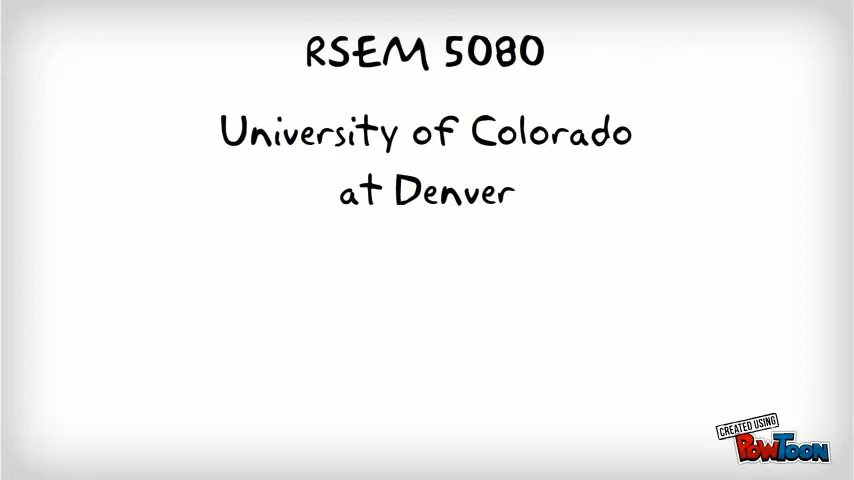 RSEM 5080
University of Colorado
at Denver
CREATED USING
PowToon